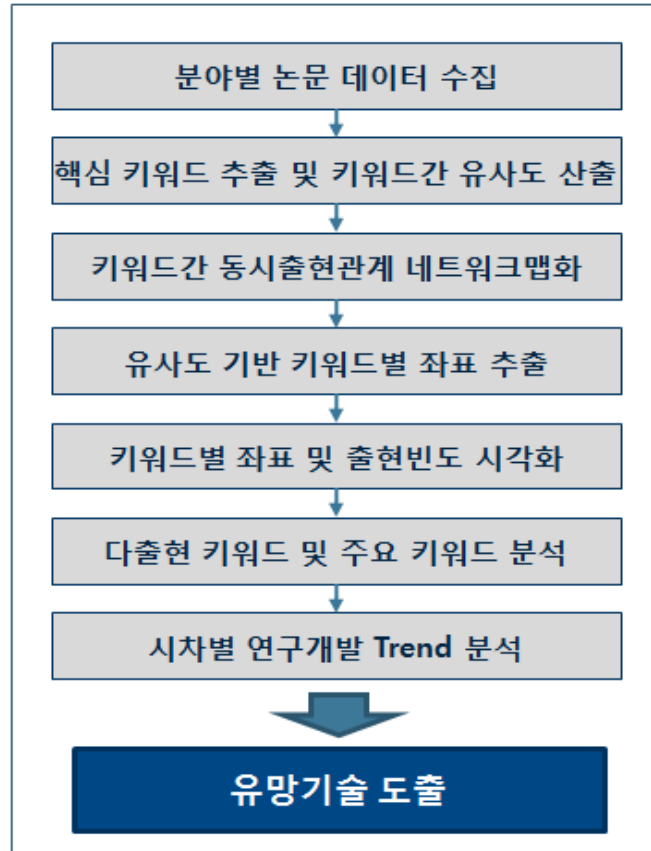 분야별 논문 데이터 수집
핵심 키워드 추출 및 키워드간 유사도 산출
키워드간 동시출현관계 네트워크맵화
유사도 기반 키워드별 좌표 추출
키워드별 좌표 및 출현빈도 시각화
다출현 키워드 및 주요 키워드 분석
시차별 연구개발 Trend 분석
유망기술 도출